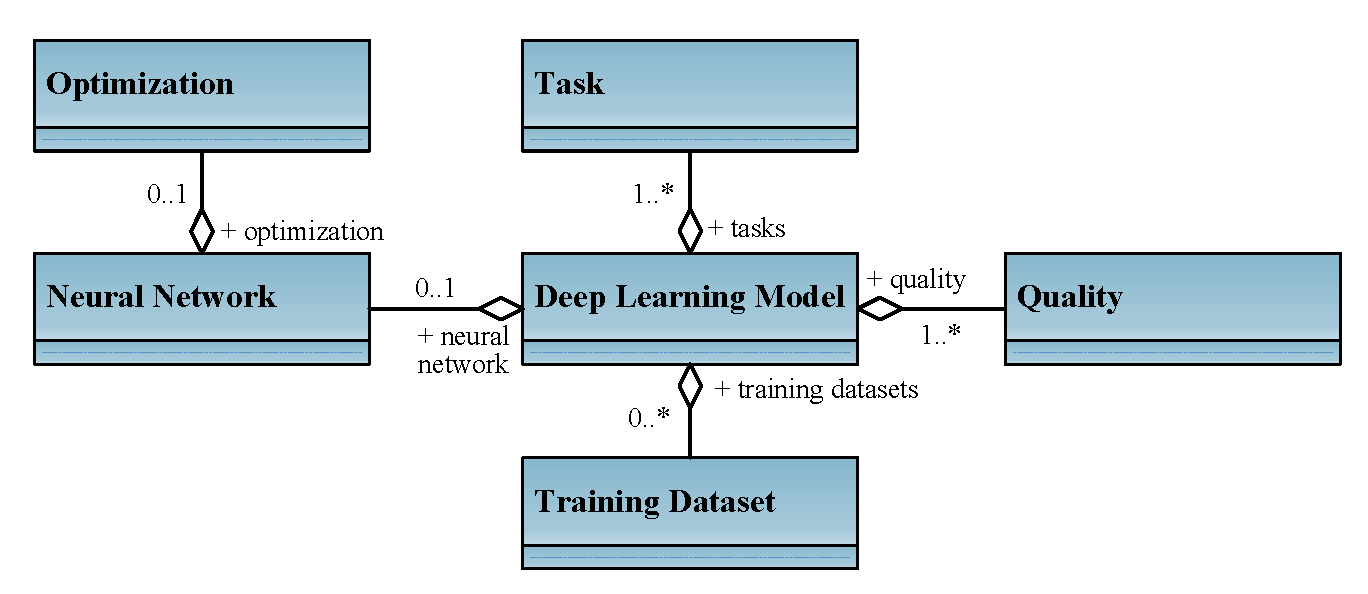 Optimization
Task
0..1
1..*
+ optimization
+ tasks
Neural Network
0..1
+ neural
network
Deep Learning Model
+ quality
1..*
Quality
+ training datasets
0..*
Training Dataset